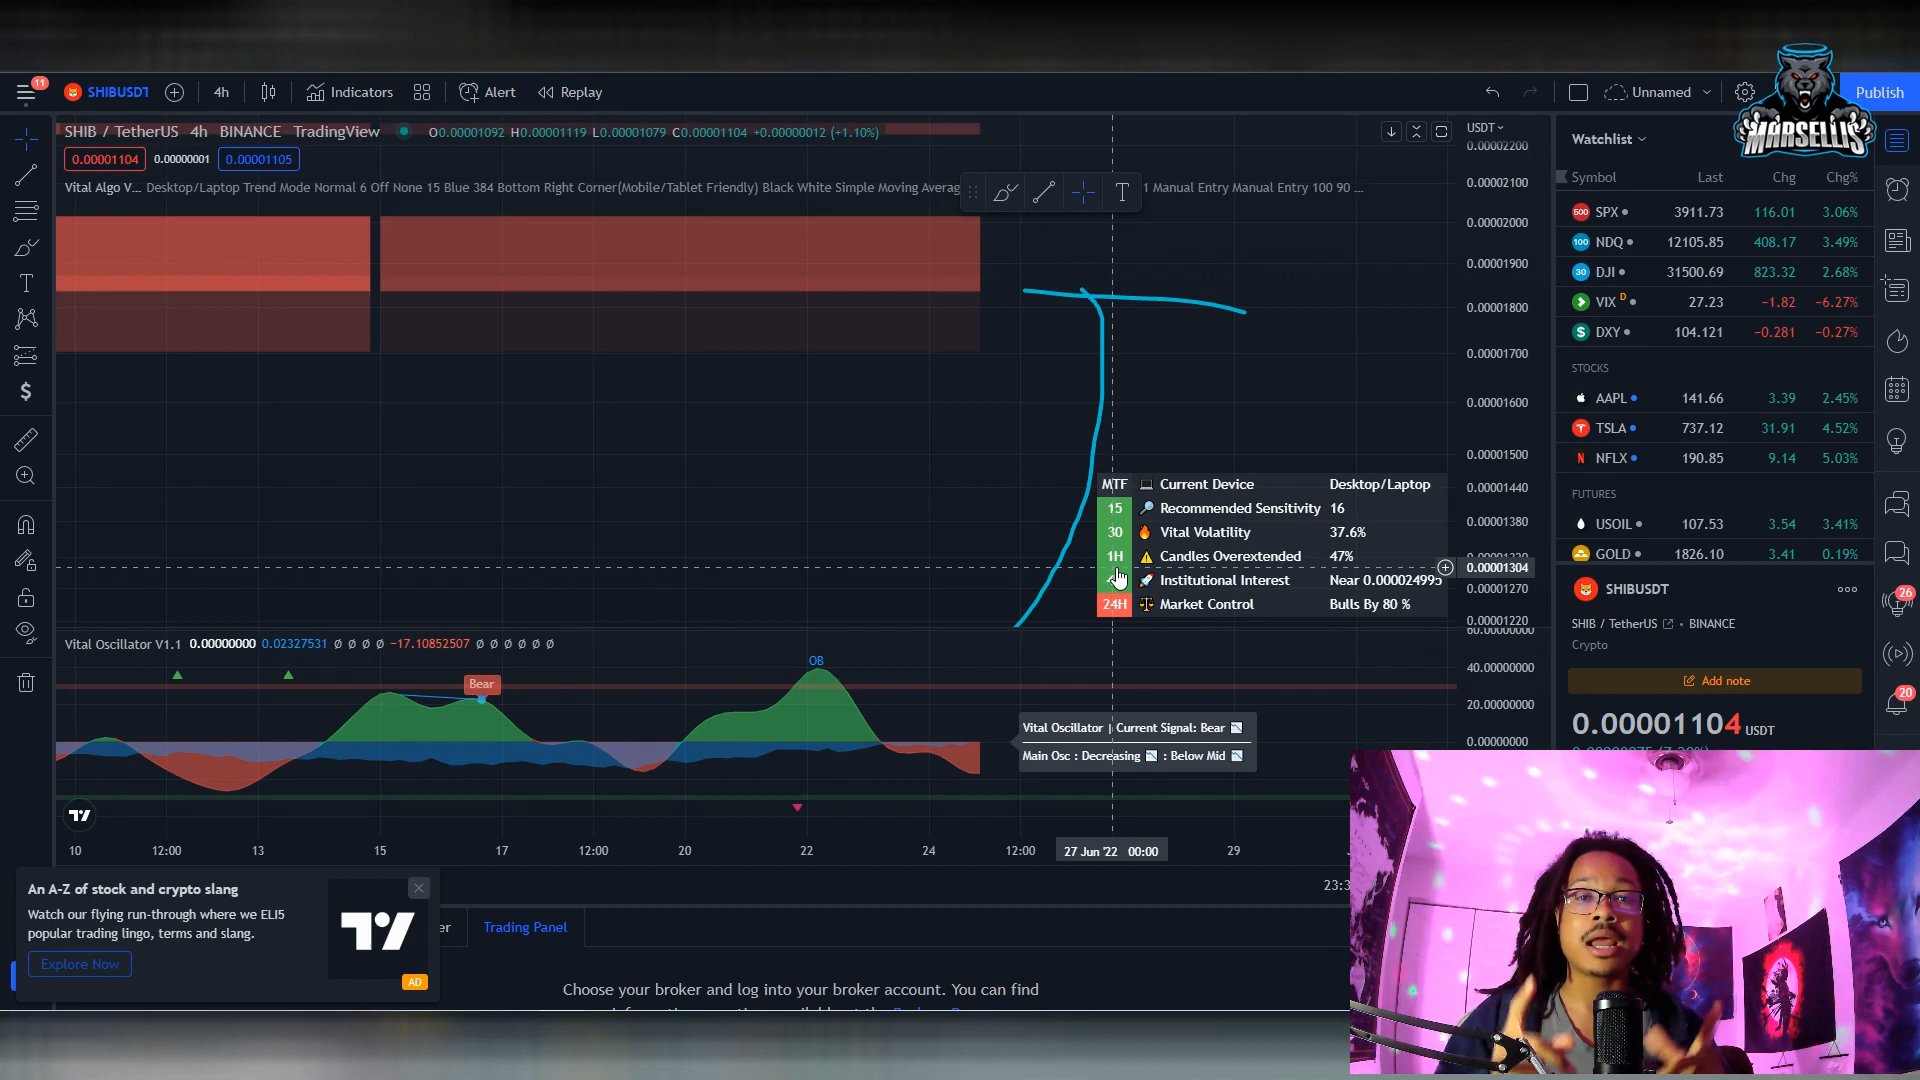 11
SHIBUSDT
4h
Indicators
Alert
Replay
Unnamed
Publish
MARSELLIS
SHIB / TetherUS 4h BINANCE TradingView
O0.00001092 H0.00001119 L0.00001079 C0.00001104 +0.00000012 (+1.10%)
0.00001104 0.00000001 0.00001105
Vital Algo V... Desktop/Laptop Trend Mode Normal 6 Off None 15 Blue 384 Bottom Right Corner(Mobile/Tablet Friendly) Black White Simple Moving Averag
1 Manual Entry Manual Entry 100 90 ...
USDT
0.00002200
0.00002100
0.00002000
0.00001900
0.00001800
0.00001700
0.00001600
0.00001500
0.00001440
0.00001380
0.00001304
0.00001270
0.00001220
MTF Current Device Desktop/Laptop
15 Recommended Sensitivity 16
30 Vital Volatility 37.6%
1H Candles Overextended 47%
Institutional Interest Near 0.000024995
24H Market Control Bulls By 80 %
Vital Oscillator V1.1 0.00000000 0.02327531 ø ø ø ø −17.10852507 ø ø ø ø ø ø
60.00000000
40.00000000
20.00000000
0.00000000
Bear
OB
Vital Oscillator | Current Signal: Bear
Main Osc : Decreasing : Below Mid
10 12:00 13 15 17 12:00 20 22 24 12:00 27 Jun '22 00:00 29
Watchlist
Symbol Last Chg Chg%
500 SPX 3911.73 116.01 3.06%
100 NDQ 12105.85 408.17 3.49%
30 DJI 31500.69 823.32 2.68%
VIX D 27.23 −1.82 −6.27%
DXY 104.121 −0.281 −0.27%
STOCKS
AAPL 141.66 3.39 2.45%
TSLA 737.12 31.91 4.52%
NFLX 190.85 9.14 5.03%
FUTURES
USOIL 107.53 3.54 3.41%
GOLD 1826.10 3.41 0.19%
SHIBUSDT
SHIB / TetherUS • BINANCE
Crypto
Add note
0.00001104 USDT
26
20
An A-Z of stock and crypto slang
Watch our flying run-through where we ELI5
popular trading lingo, terms and slang.
Explore Now
AD
er
Trading Panel
23:3
Choose your broker and log into your broker account. You can find